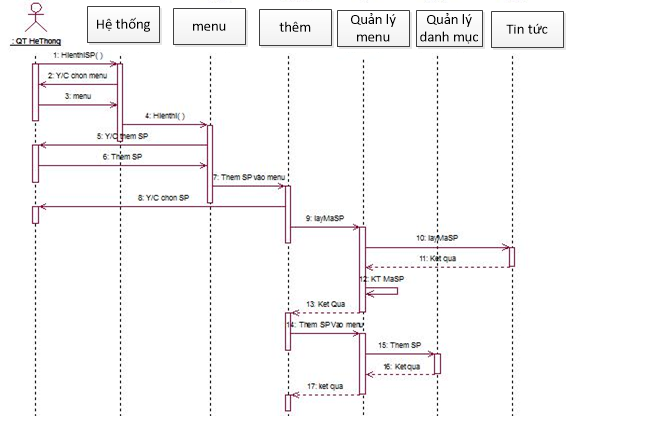 : QT HeThong
Hệ thống
menu
thêm
Quản lý
menu
Quản lý
danh mục
Tin tức
1: HienthiSP( )
2: Y/C chon menu
3: menu
4: Hienthi( )
5: Y/C them SP
6: Them SP
7: Them SP vao menu
8: Y/C chon SP
9: layMaSP
10: layMaSP
11: Ket qua
12: KT MaSP
13: Ket Qua
14: Them SP Vao menu
15: Them SP
16: Ket qua
17: ket qua